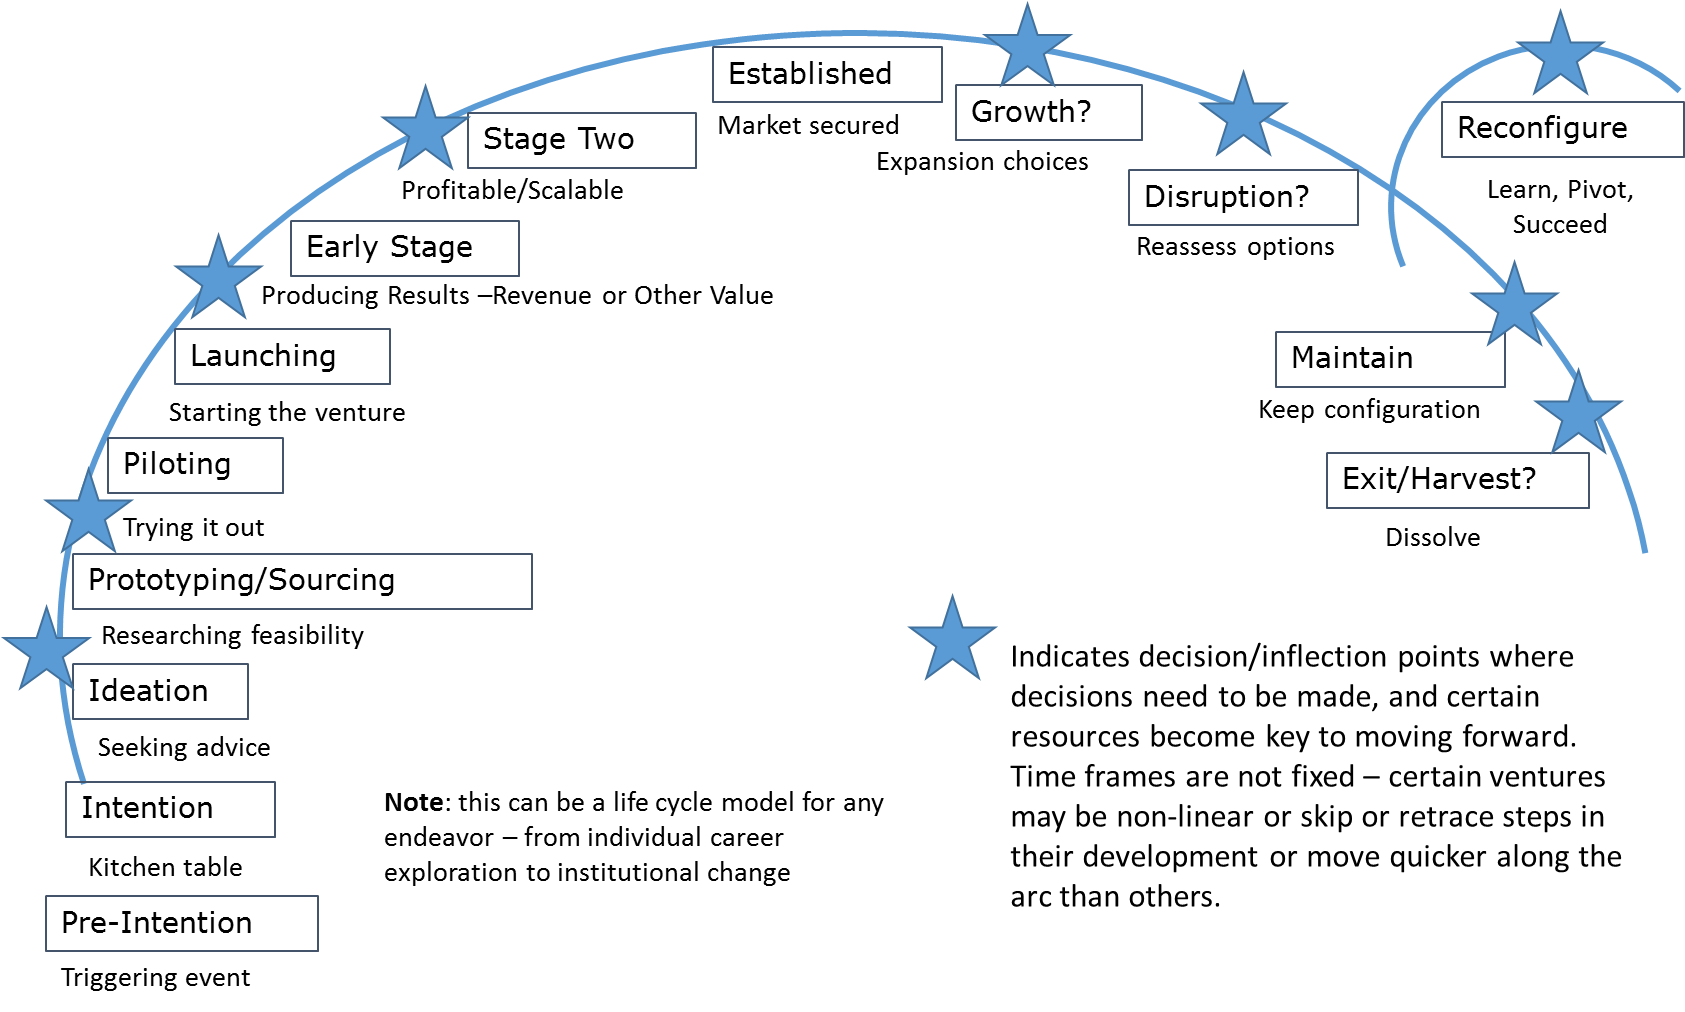 Established
Market secured
Growth?
Expansion choices
Stage Two
Profitable/Scalable
Disruption?
Reassess options
Reconfigure
Learn, Pivot,
Succeed
Early Stage
Producing Results –Revenue or Other Value
Launching
Starting the venture
Maintain
Keep configuration
Piloting
Trying it out
Exit/Harvest?
Dissolve
Prototyping/Sourcing
Researching feasibility
Ideation
Seeking advice
Intention
Kitchen table
Pre-Intention
Triggering event
Note: this can be a life cycle model for any
endeavor – from individual career
exploration to institutional change
Indicates decision/inflection points where
decisions need to be made, and certain
resources become key to moving forward.
Time frames are not fixed – certain ventures
may be non-linear or skip or retrace steps in
their development or move quicker along the
arc than others.